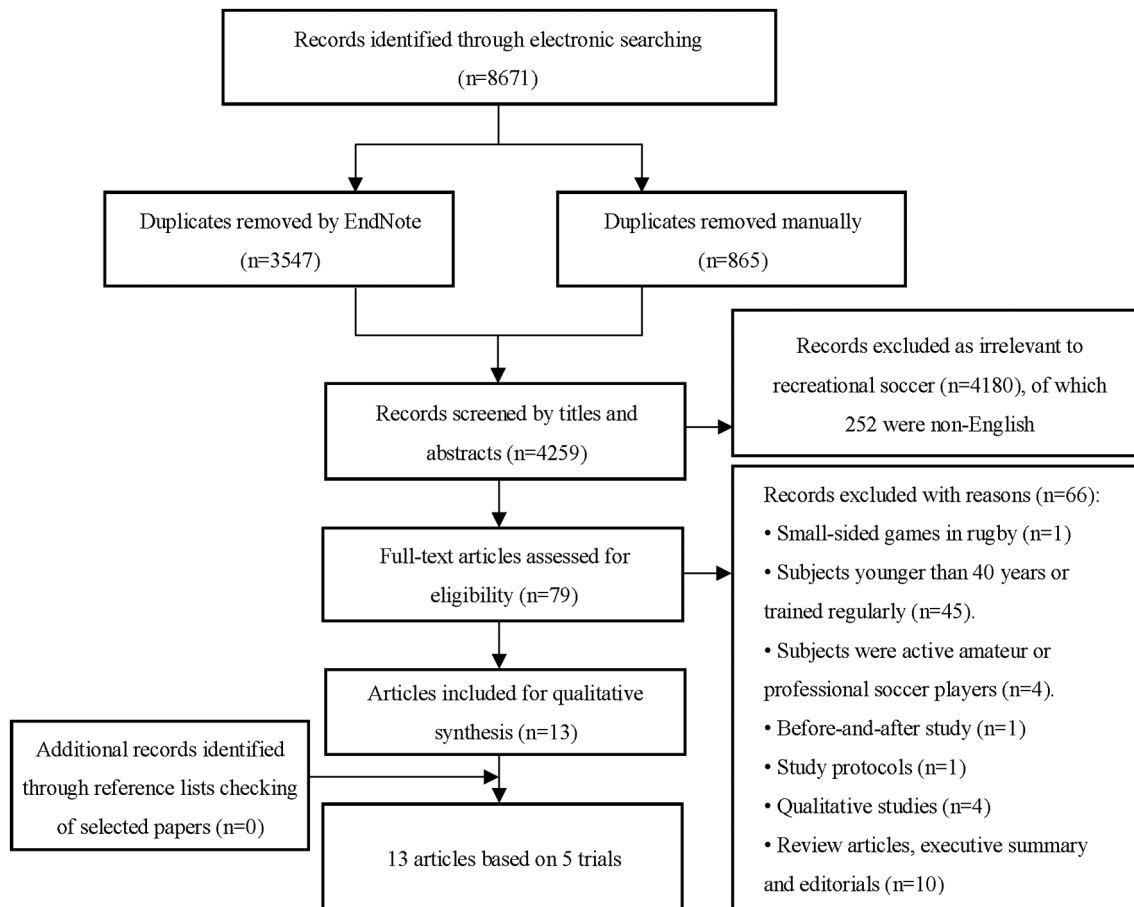 Records identified through electronic searching
(n=8671)
Duplicates removed by EndNote
(n=3547)
Duplicates removed manually
(n=865)
Records excluded as irrelevant to
recreational soccer (n=4180), of which
252 were non-English
Records screened by titles and
abstracts (n=4259)
Records excluded with reasons (n=66):
• Small-sided games in rugby (n=1)
• Subjects younger than 40 years or
trained regularly (n=45).
• Subjects were active amateur or
professional soccer players (n=4).
• Before-and-after study (n=1)
• Study protocols (n=1)
• Qualitative studies (n=4)
• Review articles, executive summary
and editorials (n=10)
Full-text articles assessed for
eligibility (n=79)
Articles included for qualitative
synthesis (n=13)
Additional records identified
through reference lists checking
of selected papers (n=0)
13 articles based on 5 trials